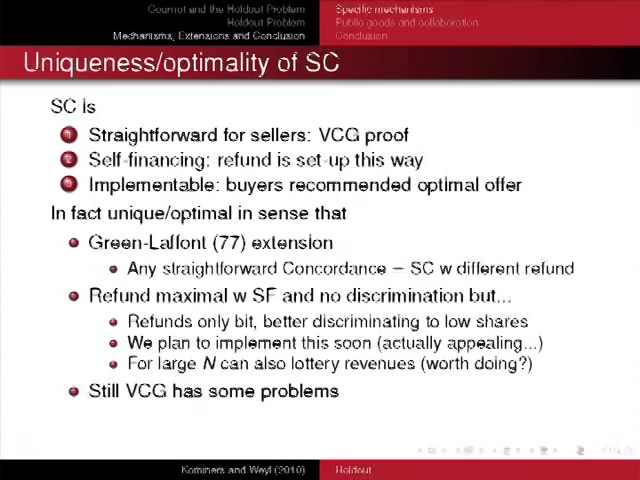 Cournot and the Holdout Problem
Holdout Problem
Mechanisms, Extensions and Conclusion
Specific mechanisms
Public goods and collaboration
Conclusion
Uniqueness/optimality of SC
SC is
1 Straightforward for sellers: VCG proof
2 Self-financing: refund is set-up this way
3 Implementable: buyers recommended optimal offer
In fact unique/optimal in sense that
Green-Laffont (77) extension
Any straightforward Concordance = SC w different refund
Refund maximal w SF and no discrimination but...
Refunds only bit, better discriminating to low shares
We plan to implement this soon (actually appealing...)
For large N can also lottery revenues (worth doing?)
Still VCG has some problems
Kominers and Weyl (2010)
Holdout